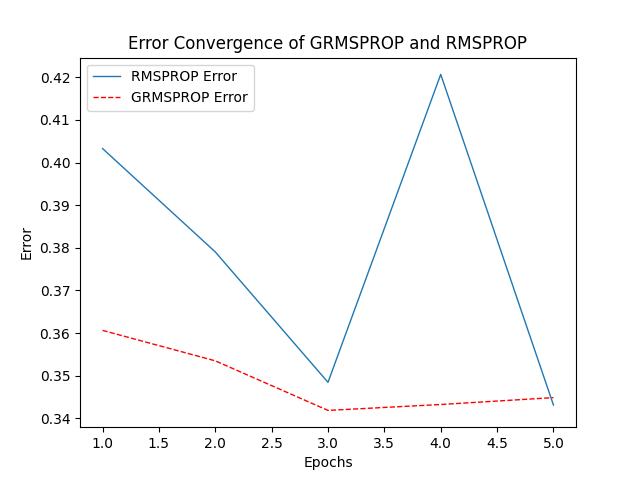 Error Convergence of GRMSPROP and RMSPROP
RMSPROP Error
GRMSPROP Error
0.42
0.41
0.40
0.39
0.38
0.37
0.36
0.35
0.34
Error
1.0 1.5 2.0 2.5 3.0 3.5 4.0 4.5 5.0
Epochs